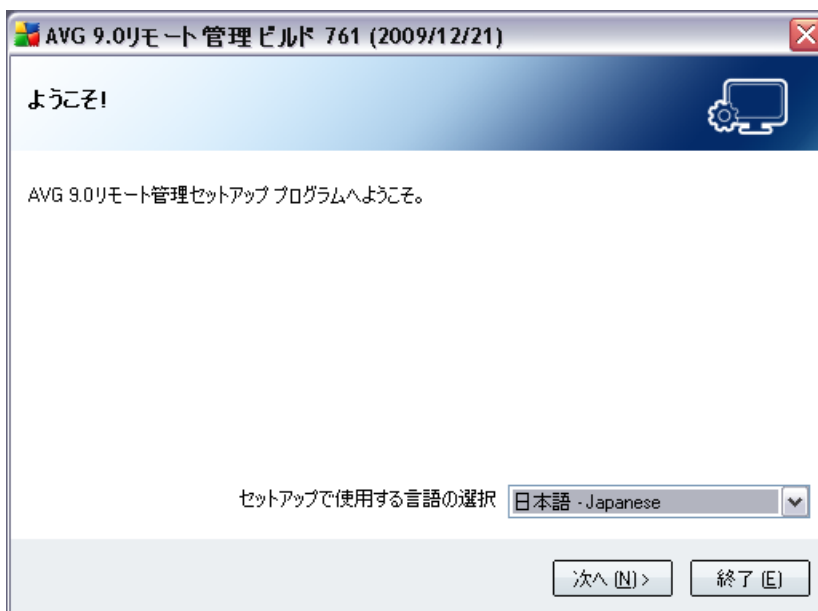 AVG 9.0リモート管理 ビルド 761 (2009/12/21)
ようこそ!
AVG 9.0リモート管理セットアップ プログラムへようこそ。
セットアップで使用する言語の選択 日本語 - Japanese
次へ (N) > 終了 (E)